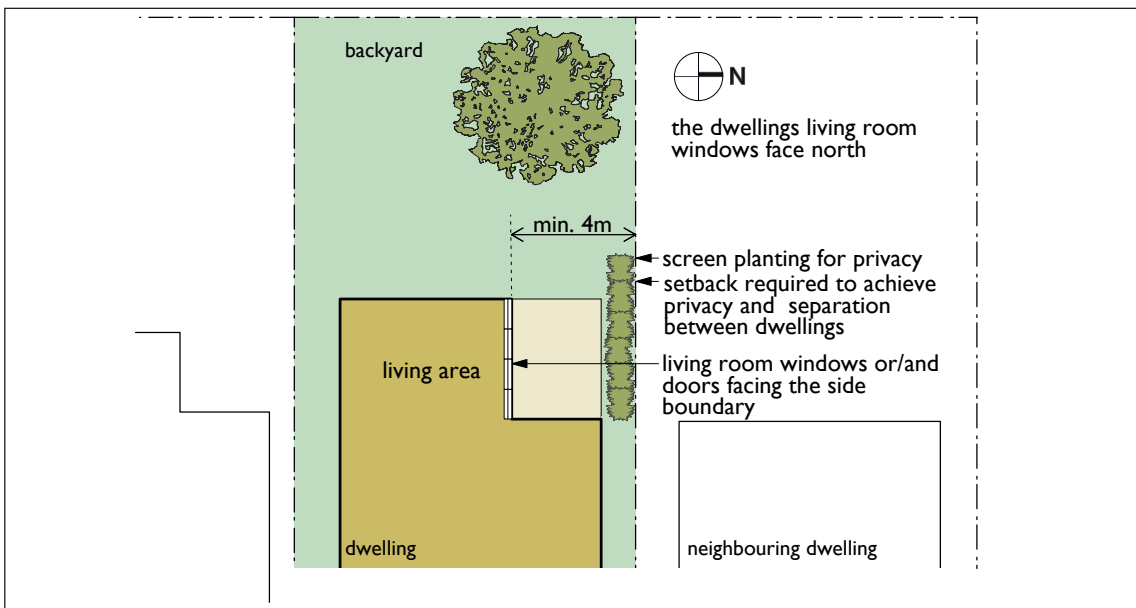 backyard
N
the dwellings living room
windows face north
min. 4m
screen planting for privacy
setback required to achieve
privacy and separation
between dwellings
living area
living room windows or/and
doors facing the side
boundary
dwelling
neighbouring dwelling